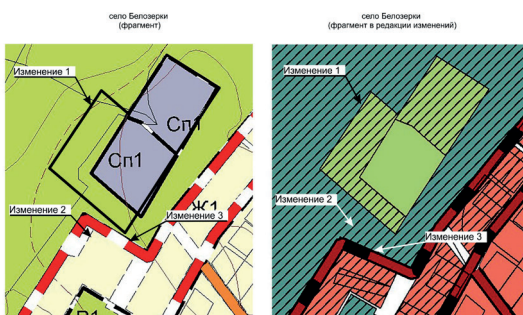 село Белозерки
(фрагмент)
Изменение 1
Сп1
Сп1
Ж1
Изменение 2
Изменение 3
село Белозерки
(фрагмент в редакции изменений)
Изменение 1
Изменение 2
Изменение 3